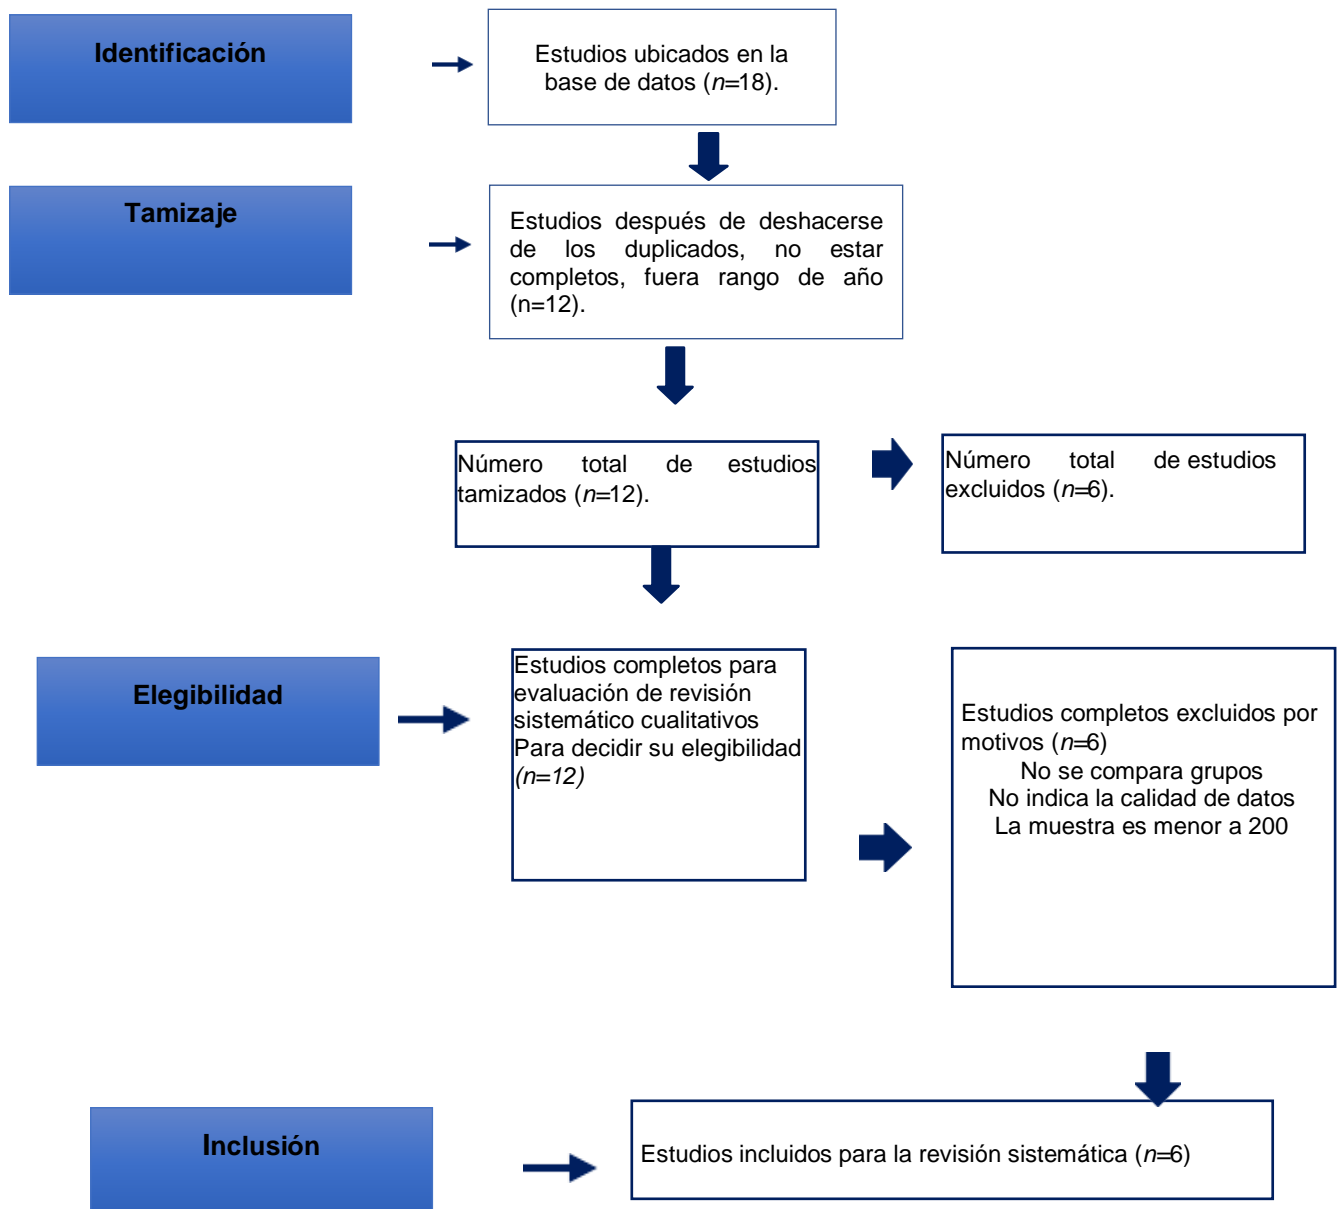 Identificación
Estudios ubicados en la
base de datos (n=18).
Tamizaje
Estudios después de deshacerse
de los duplicados, no estar
completos, fuera rango de año
(n=12).
Número total de estudios
tamizados (n=12).
Número total de estudios
excluidos (n=6).
Elegibilidad
Estudios completos para
evaluación de revisión
sistemático cualitativos
Para decidir su elegibilidad
(n=12)
Estudios completos excluidos por
motivos (n=6)
No se compara grupos
No indica la calidad de datos
La muestra es menor a 200
Inclusión
Estudios incluidos para la revisión sistemática (n=6)